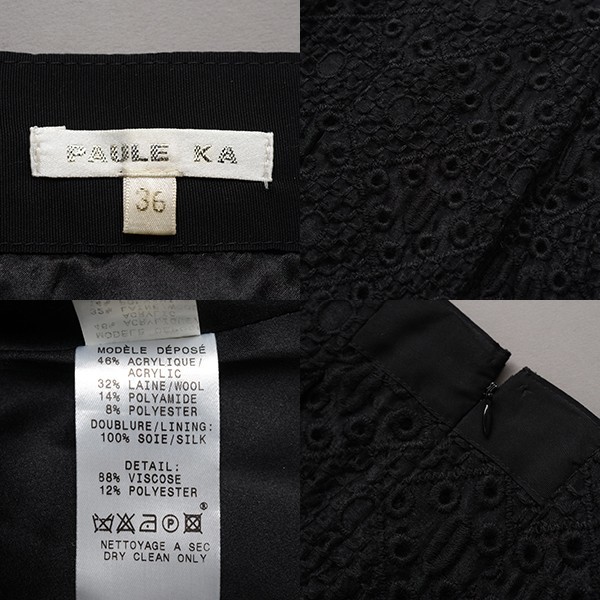 PAULE KA
36
MODÈLE DÉPOSÉ
46% ACRYLIQUE/
ACRYLIC
32% LAINE/WOOL
14% POLYAMIDE
8% POLYESTER
DOUBLURE/LINING:
100% SOIE/SILK
DETAIL:
88% VISCOSE
12% POLYESTER
NETTOYAGE A SEC
DRY CLEAN ONLY